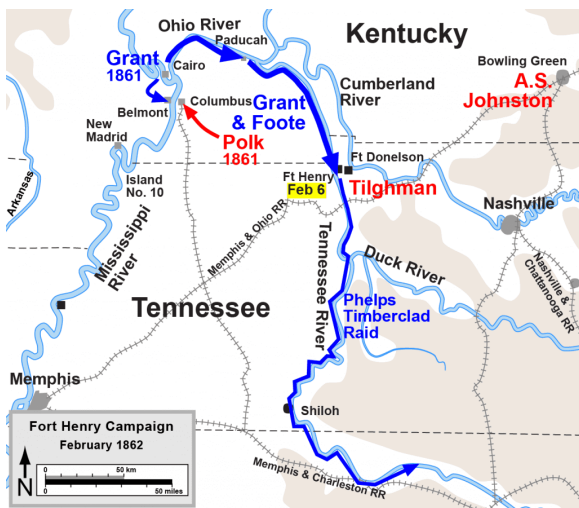 Ohio River
Paducah
Kentucky
Grant
1861
Cairo
Bowling Green
A.S.
Johnston
Cumberland
River
Columbus
Belmont
Grant
& Foote
New
Madrid
Polk
1861
Ft Donelson
Island
No. 10
Ft Henry
Feb 6
Tilghman
Arkansas
Nashville
Mississippi
River
Memphis & Ohio RR
Tennessee River
Duck River
Nashville &
Chattanooga RR
Tennessee
Phelps
Timberclad
Raid
Memphis
Shiloh
Fort Henry Campaign
February 1862
N
0 50 km
0 50 miles
Memphis & Charleston RR